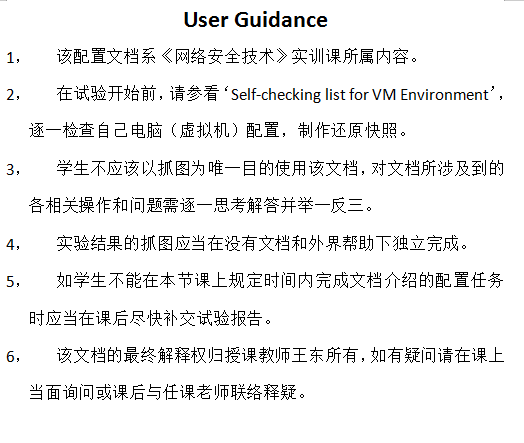 User Guidance
1， 该配置文档系《网络安全技术》实训课所属内容。
2， 在试验开始前,请参看‘Self-checking list for VM Environment’,
逐一检查自己电脑（虚拟机）配置，制作还原快照。
3， 学生不应该以抓图为唯一目的使用该文档,对文档所涉及到的
各相关操作和问题需逐一思考解答并举一反三。
4， 实验结果的抓图应当在没有文档和外界帮助下独立完成。
5， 如学生不能在本节课上规定时间内完成文档介绍的配置任务
时应当在课后尽快补交试验报告。
6， 该文档的最终解释权归授课教师王东所有,如有疑问请在课上
当面询问或课后与任课老师联络释疑。